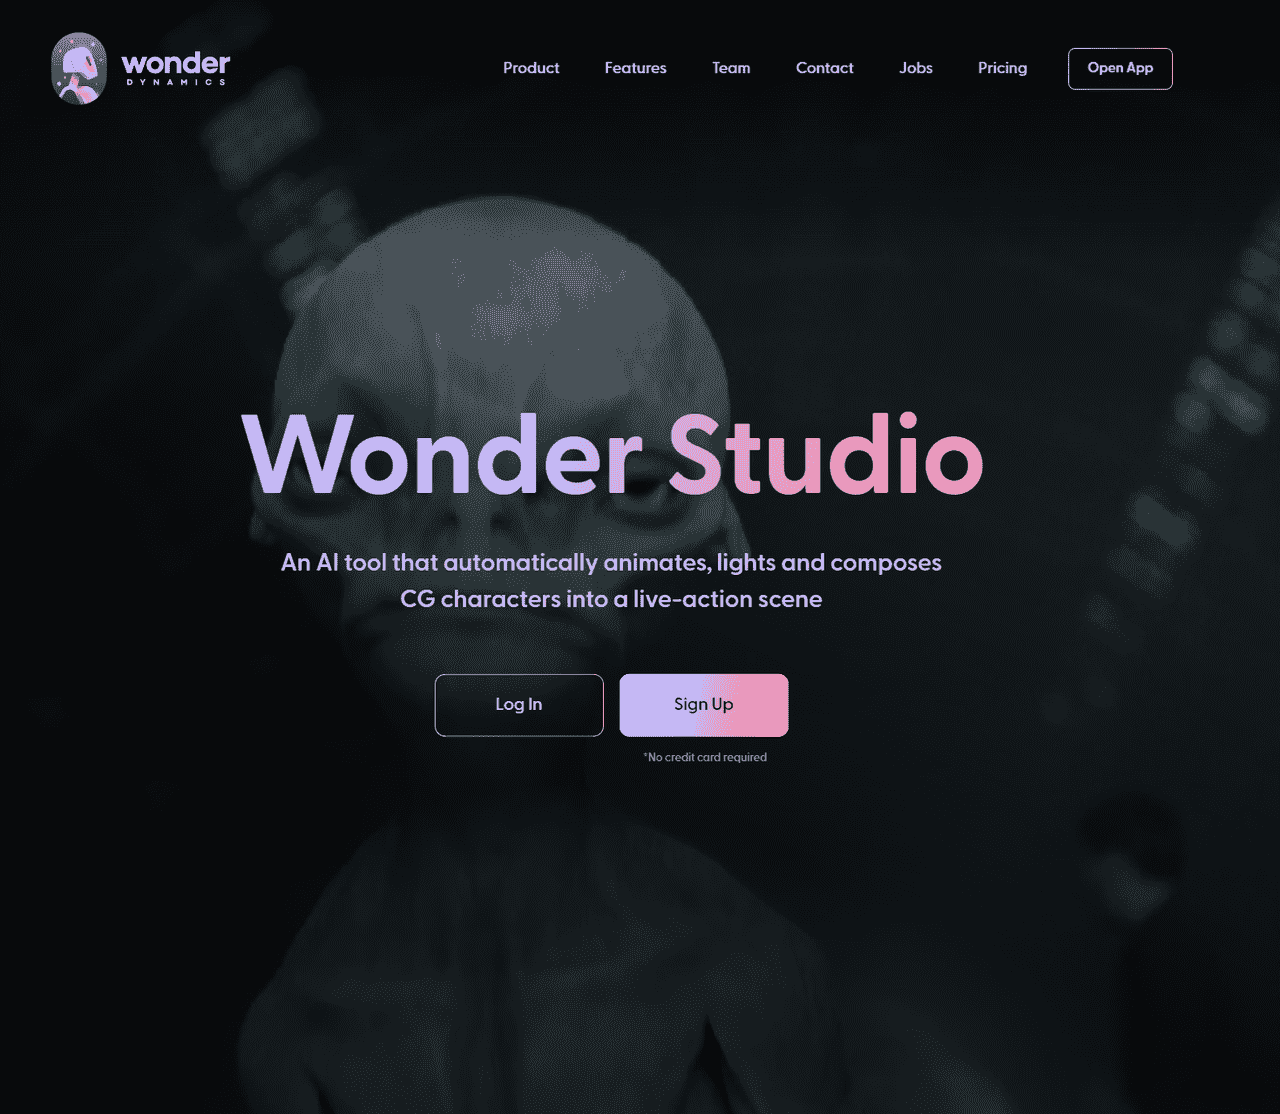 wonder
DYNAMICS
Product Features Team Contact Jobs Pricing Open App
Wonder Studio
An AI tool that automatically animates, lights and composes
CG characters into a live-action scene
Log In Sign Up
*No credit card required